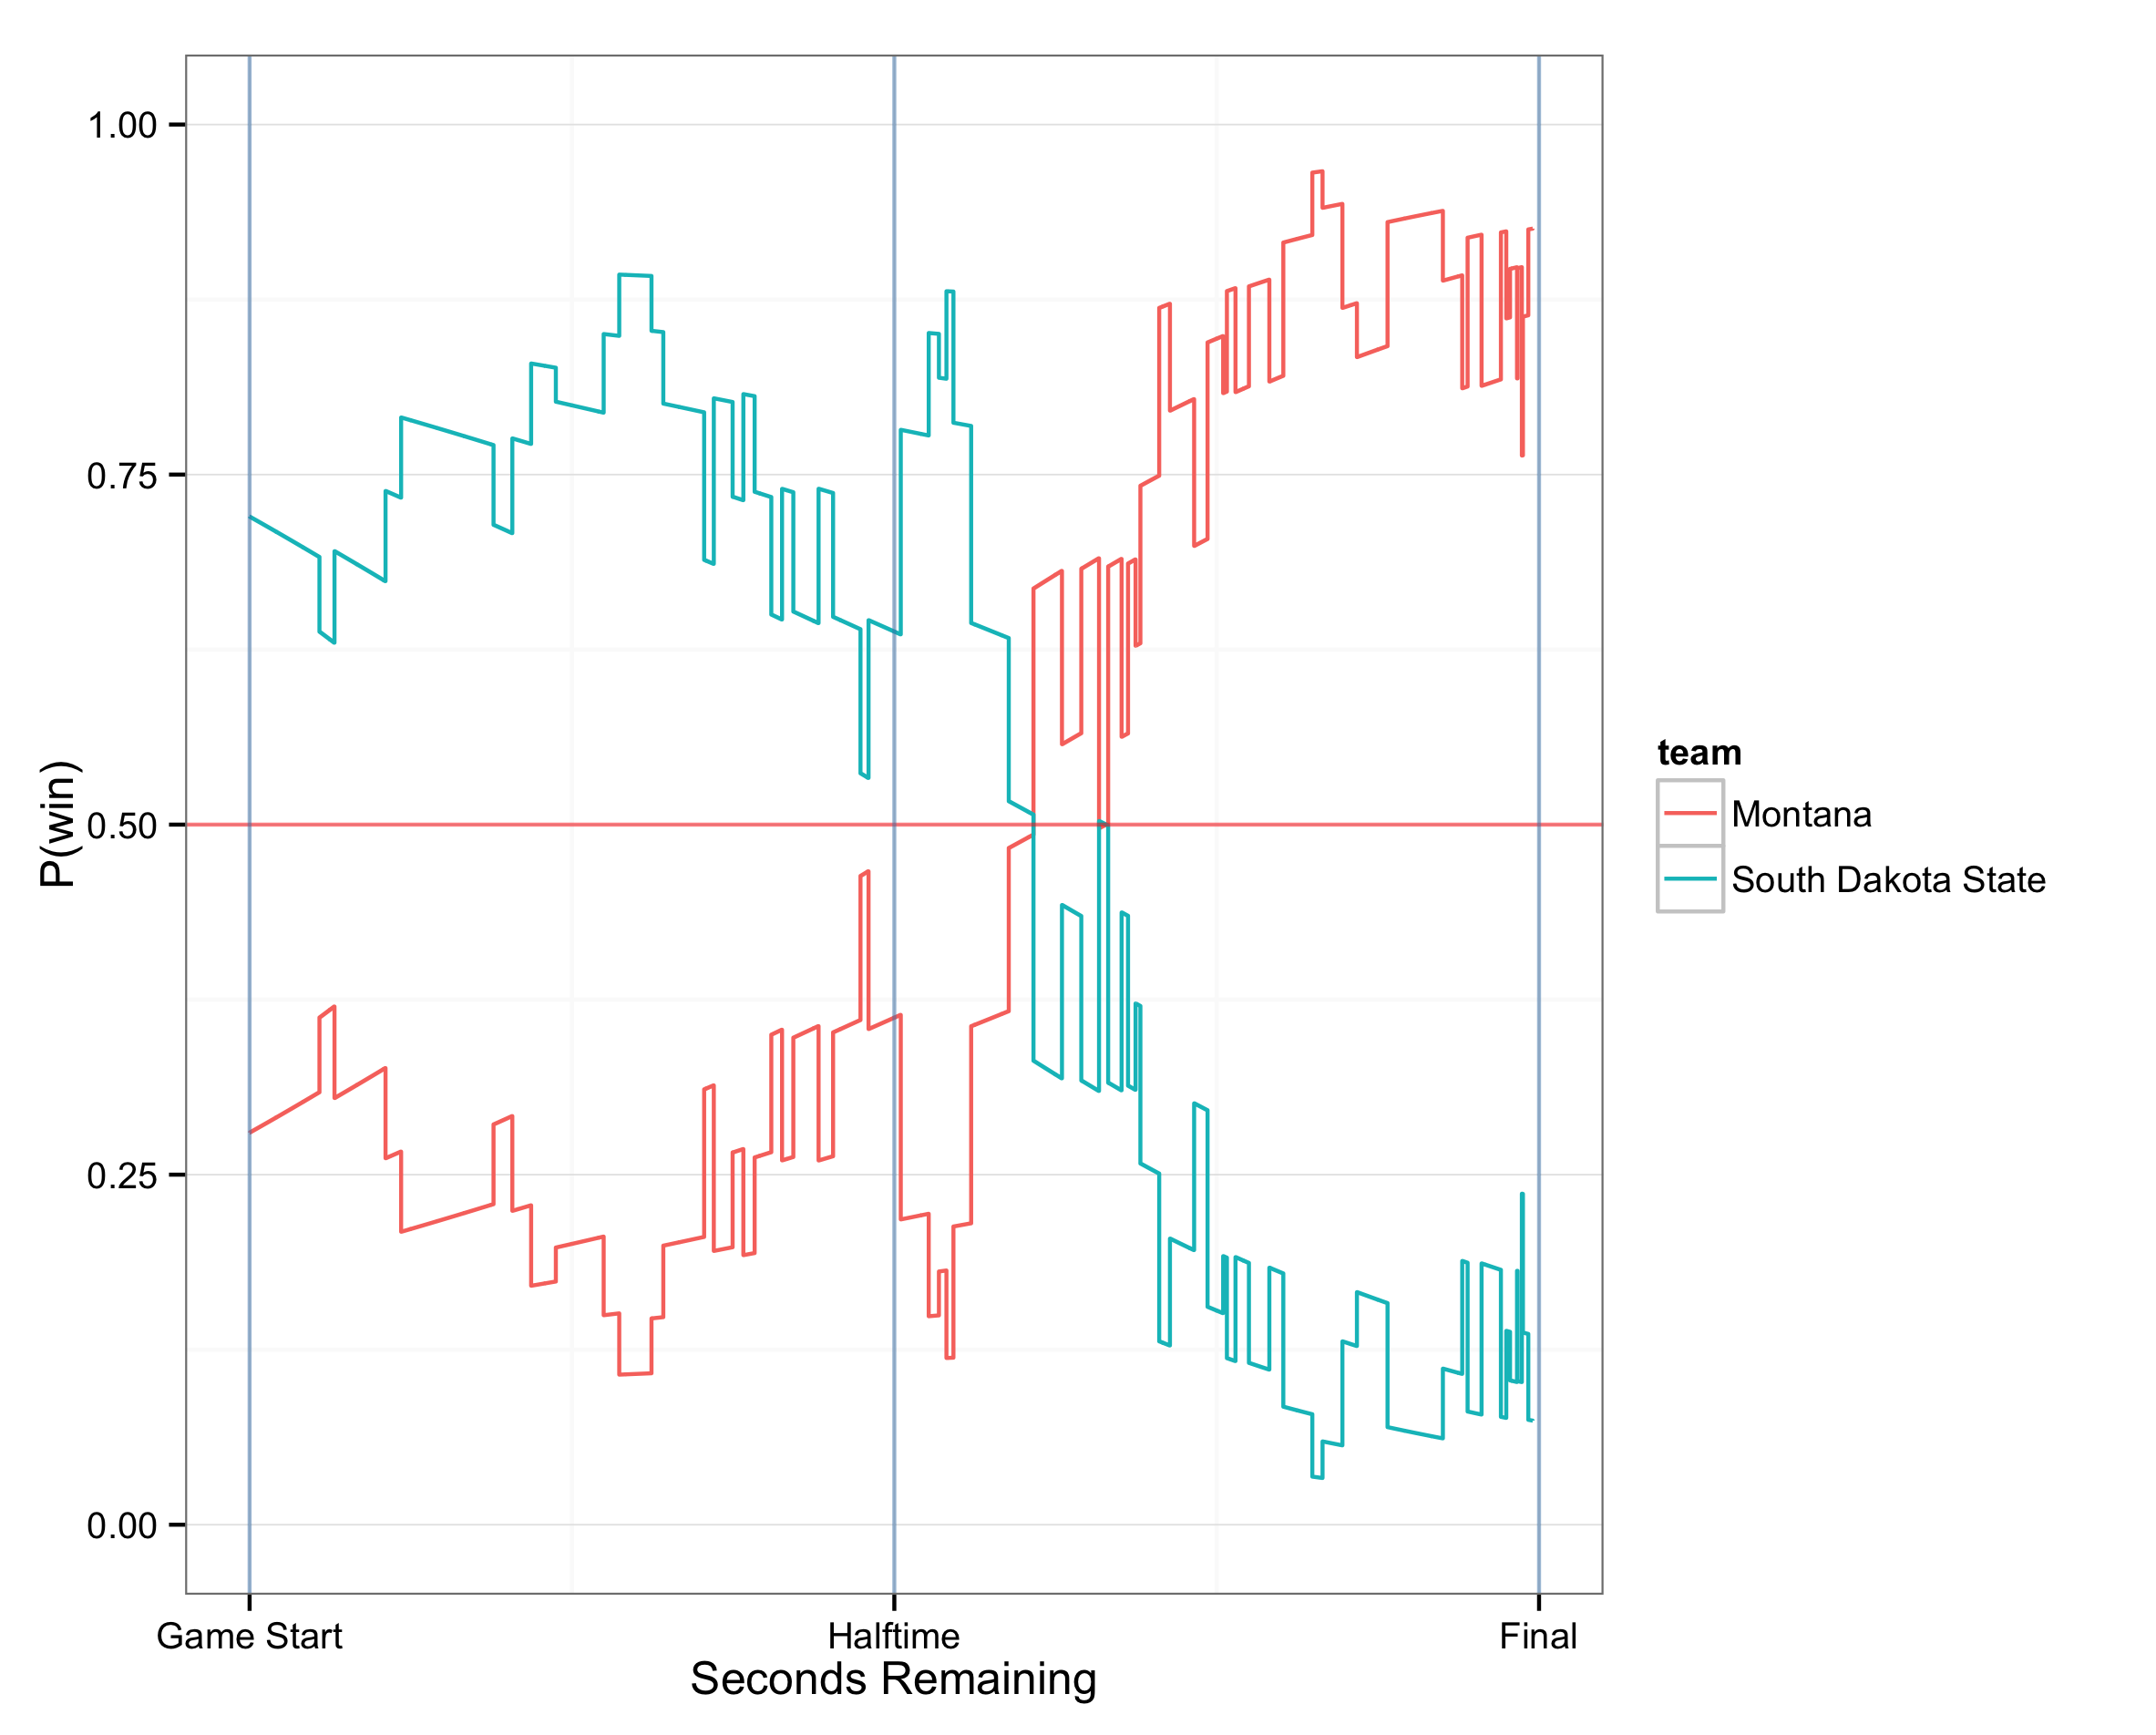 1.00
0.75
0.50
0.25
0.00
P(win)
Game Start
Halftime
Final
Seconds Remaining
team
Montana
South Dakota State